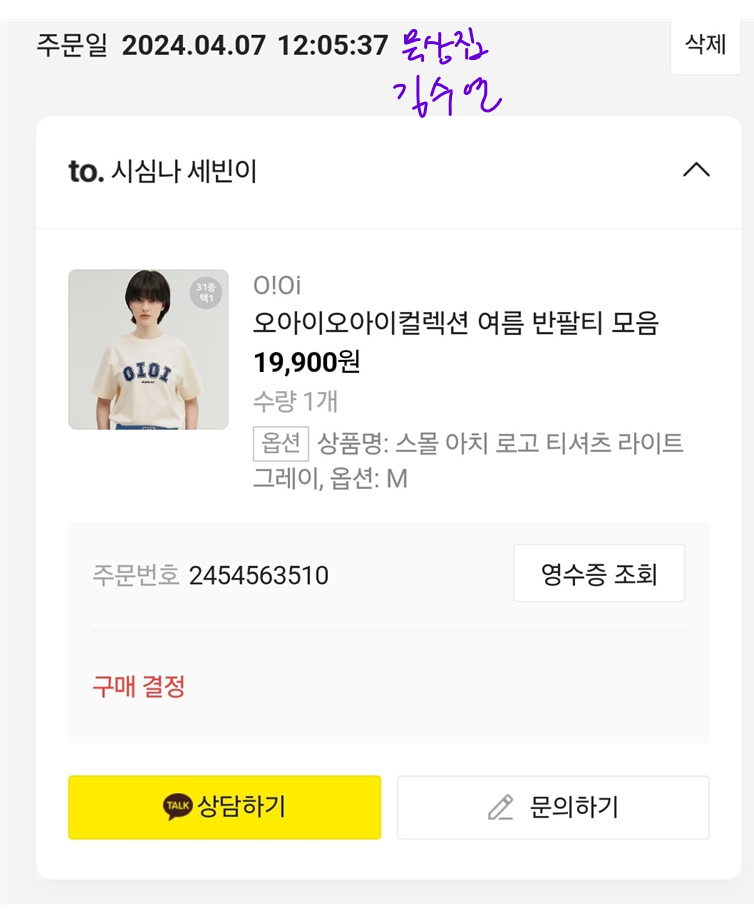 주문일 2024.04.07 12:05:37 묵상집
김수연
삭제
to. 시심나 세빈이
31종
택1
OIOI
O!Oi
오아이오아이컬렉션 여름 반팔티 모음
19,900원
수량 1개
옵션 상품명: 스몰 아치 로고 티셔츠 라이트
그레이, 옵션: M
주문번호 2454563510
영수증 조회
구매 결정
TALK 상담하기
문의하기